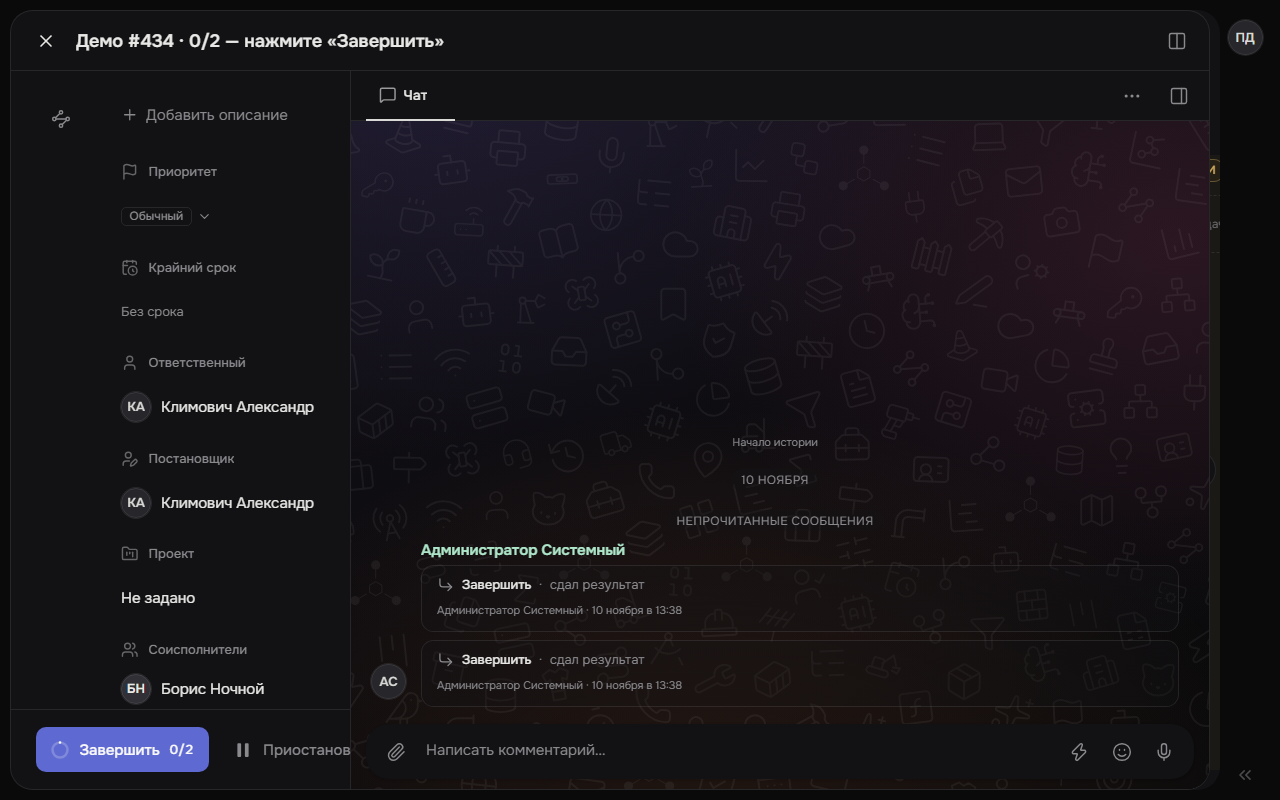 Демо #434 · 0/2 — нажмите «Завершить»
ПД
Добавить описание
Приоритет
Обычный
Крайний срок
Без срока
Ответственный
КА Климович Александр
Постановщик
КА Климович Александр
Проект
Не задано
Соисполнители
БН Борис Ночной
Завершить 0/2
Приостанов
Чат
Начало истории
10 НОЯБРЯ
НЕПРОЧИТАННЫЕ СООБЩЕНИЯ
Администратор Системный
Завершить · сдал результат
Администратор Системный · 10 ноября в 13:38
Завершить · сдал результат
Администратор Системный · 10 ноября в 13:38
АС
Написать комментарий...